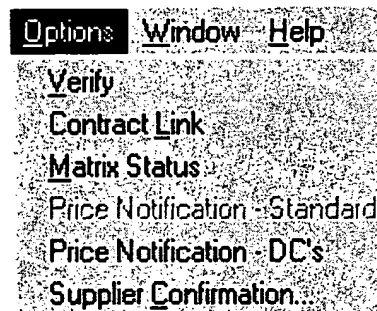 Options Window Help
Verify
Contract Link
Matrix Status
Price Notification - Standard
Price Notification - DC's
Supplier Confirmation...